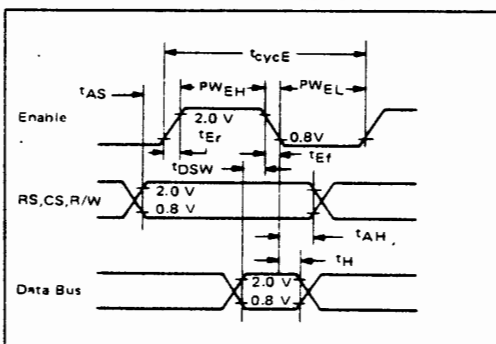 tcycE
tAS
PWEH
PWEL
Enable
2.0 V
0.8V
tEr
tEf
tDSW
RS,CS,R/W
2.0 V
0.8 V
tAH
tH
Data Bus
2.0 V
0.8 V